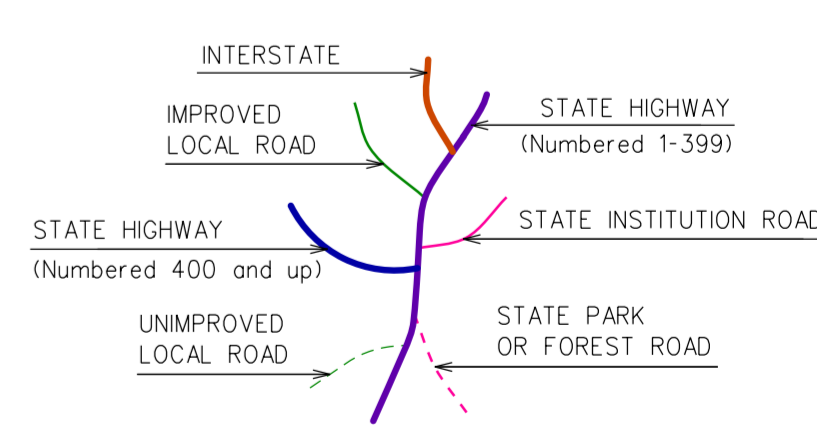 INTERSTATE
STATE HIGHWAY
(Numbered 1-399)
IMPROVED
LOCAL ROAD
STATE INSTITUTION ROAD
STATE HIGHWAY
(Numbered 400 and up)
UNIMPROVED
LOCAL ROAD
STATE PARK
OR FOREST ROAD